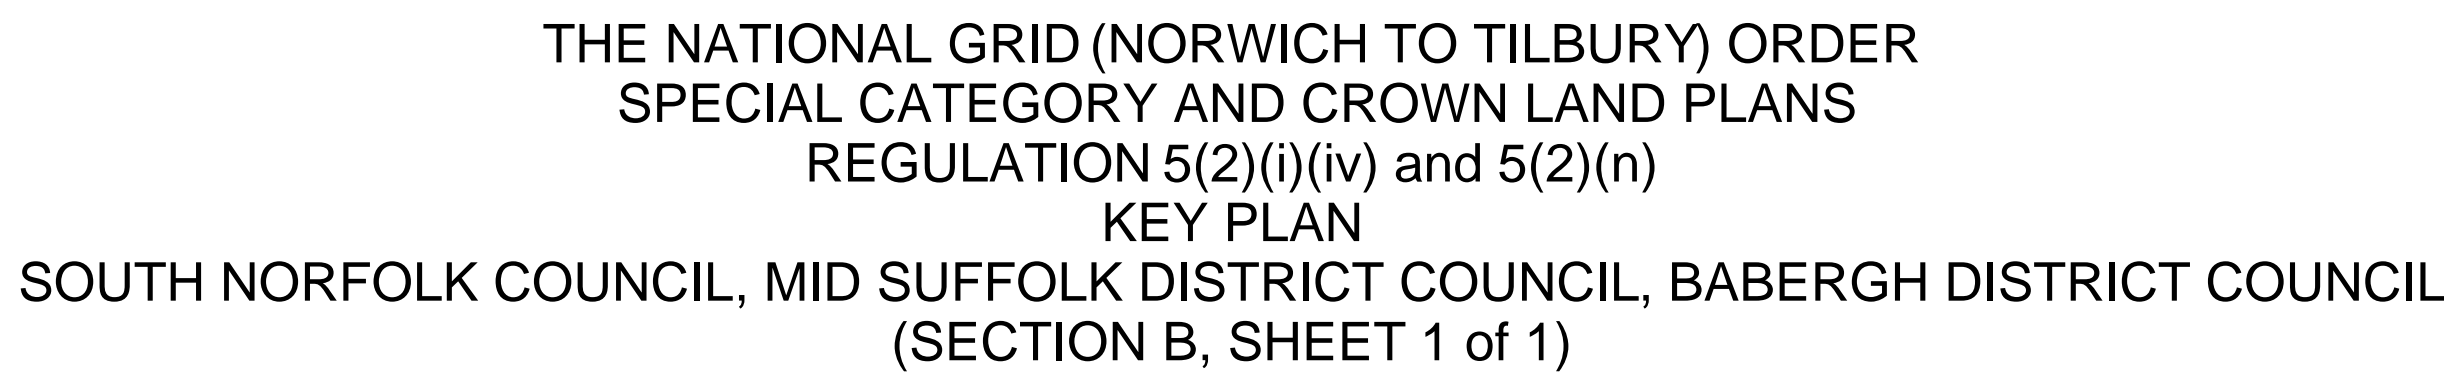 THE NATIONAL GRID (NORWICH TO TILBURY) ORDER
SPECIAL CATEGORY AND CROWN LAND PLANS
REGULATION 5(2)(i)(iv) and 5(2)(n)
KEY PLAN
SOUTH NORFOLK COUNCIL, MID SUFFOLK DISTRICT COUNCIL, BABERGH DISTRICT COUNCIL
(SECTION B, SHEET 1 of 1)